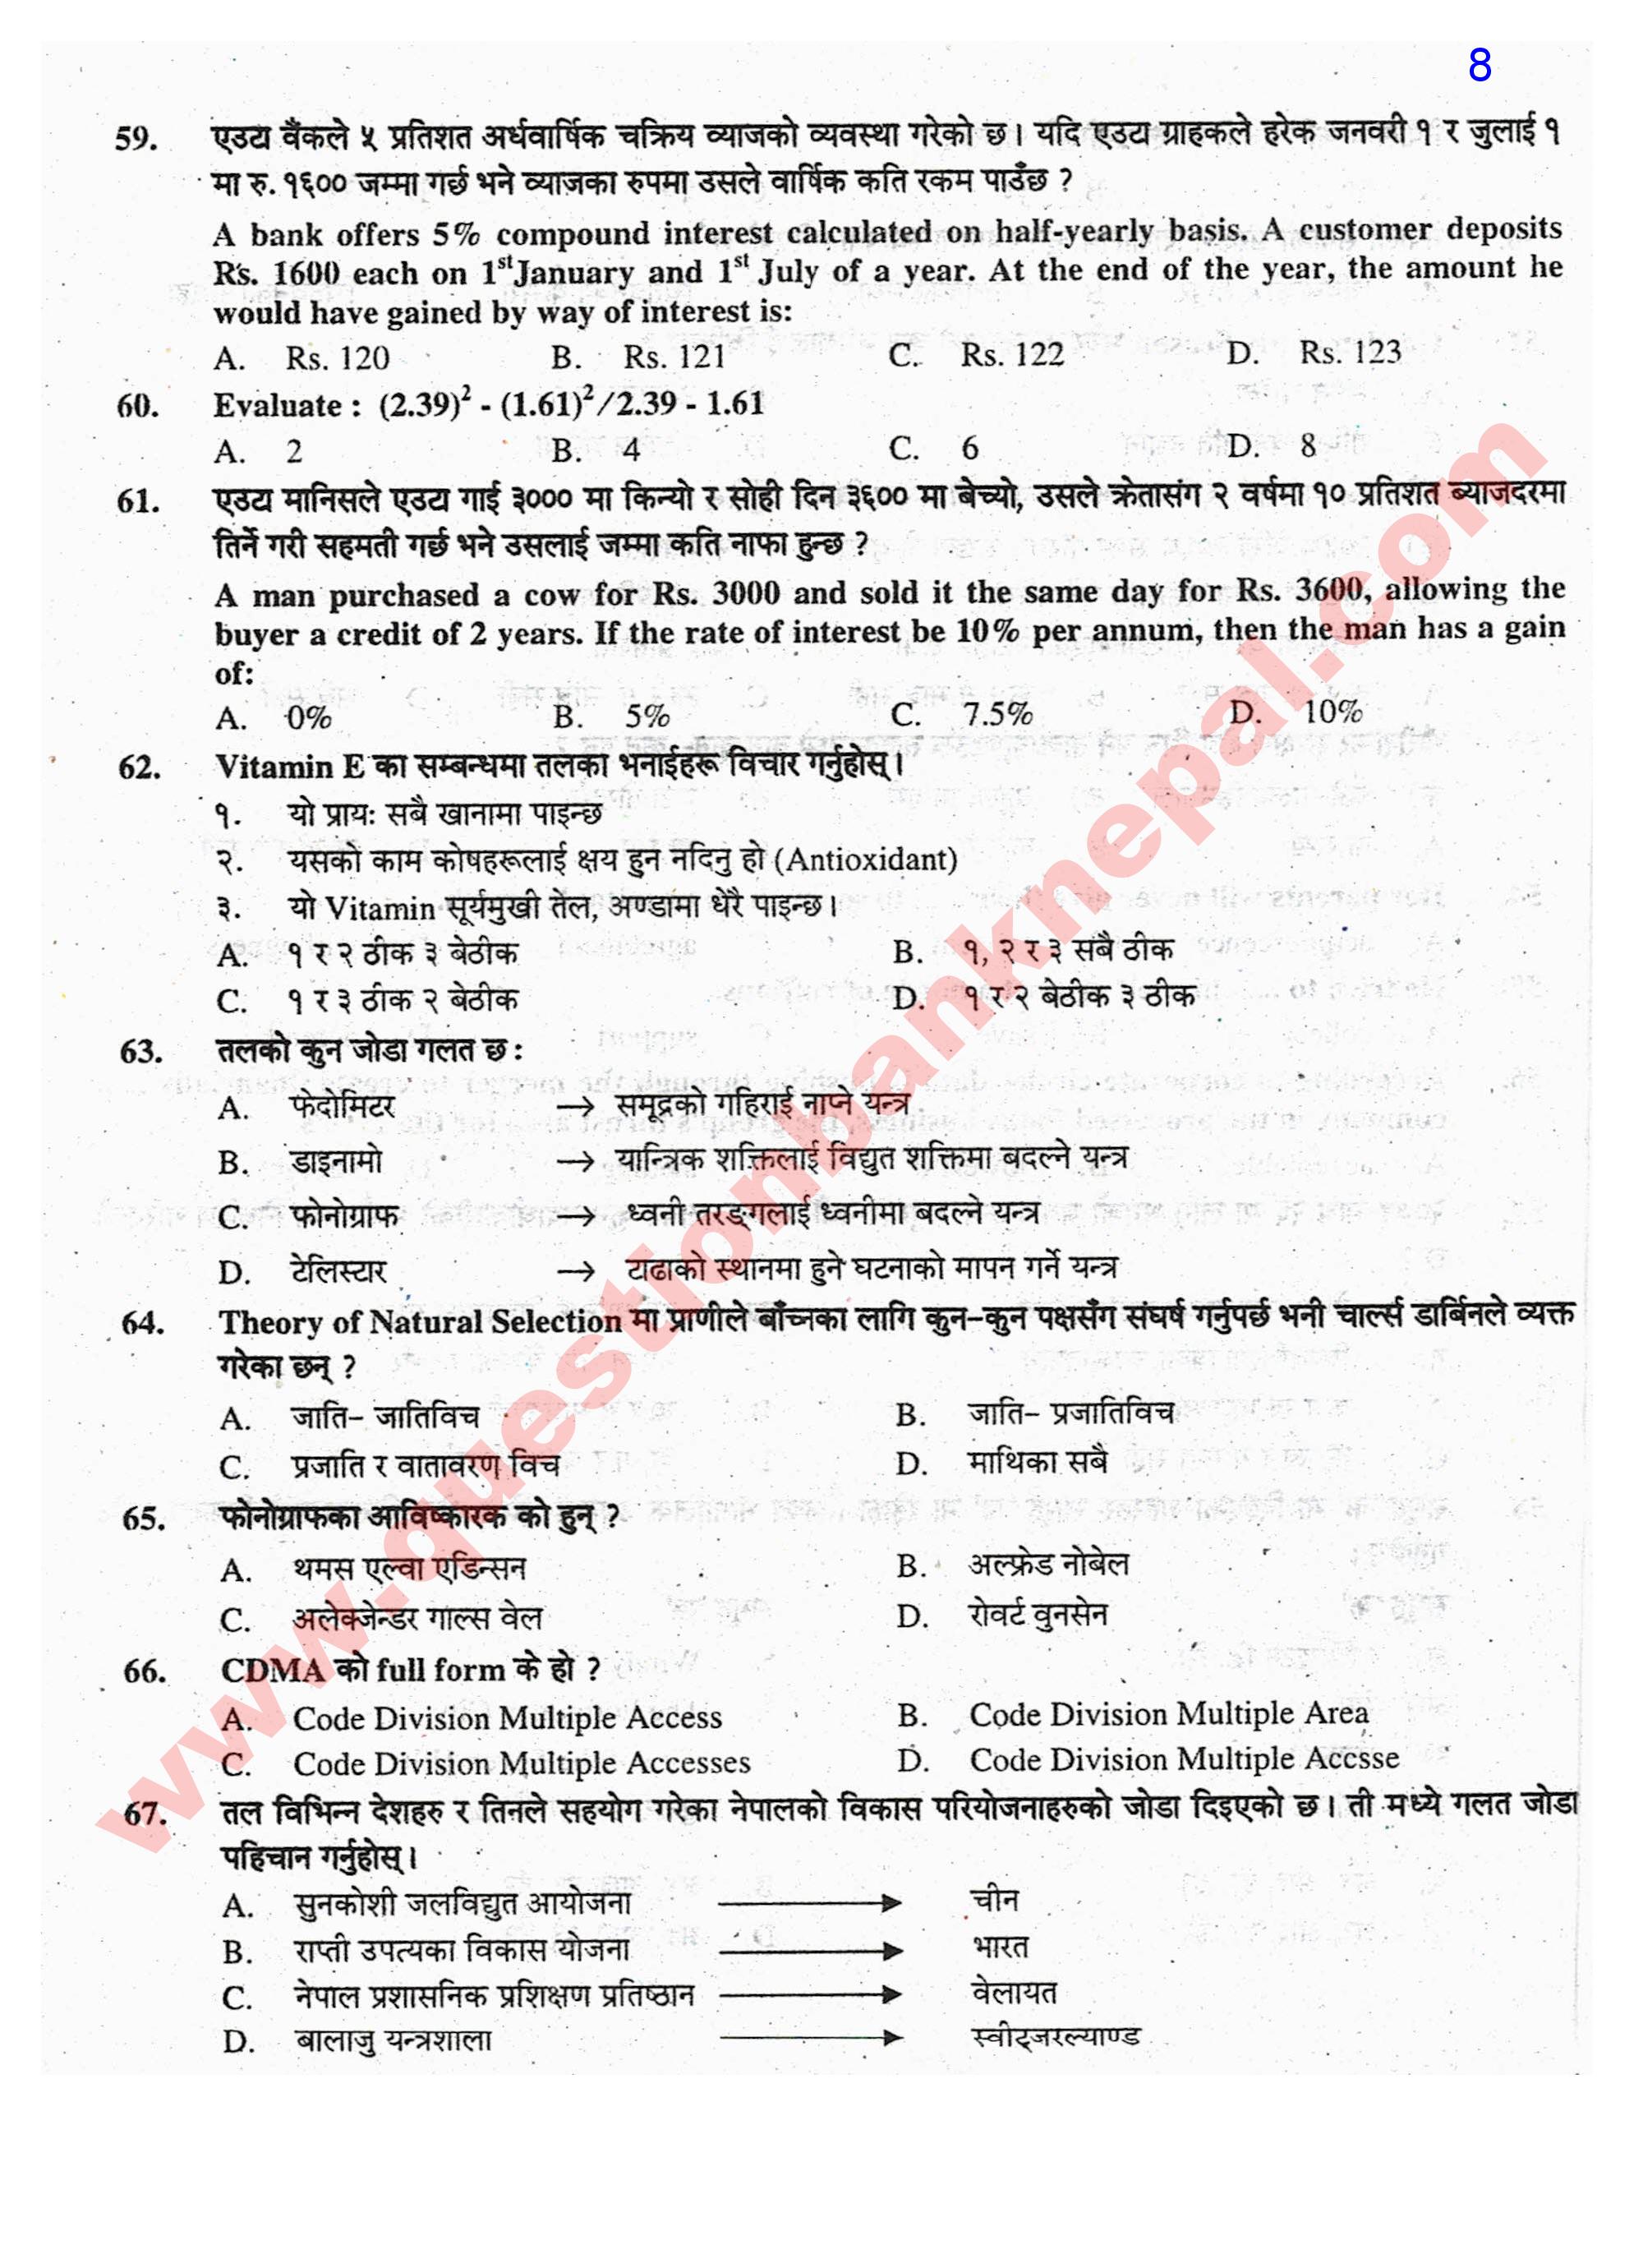 8
59. एउटा बैंकले ५ प्रतिशत अर्धवार्षिक चक्रिय व्याजको व्यवस्था गरेको छ। यदि एउटा ग्राहकले हरेक जनवरी १ र जुलाई १
मा रु. १६०० जम्मा गर्छ भने व्याजका रुपमा उसले वार्षिक कति रकम पाउँछ ?
A bank offers 5% compound interest calculated on half-yearly basis. A customer deposits
Rs. 1600 each on 1st January and 1st July of a year. At the end of the year, the amount he
would have gained by way of interest is:
A. Rs. 120 B. Rs. 121 C. Rs. 122 D. Rs. 123
60. Evaluate : (2.39)² - (1.61)²/2.39 - 1.61
A. 2 B. 4 C. 6 D. 8
61. एउटा मानिसले एउटा गाई ३००० मा किन्यो र सोही दिन ३६०० मा बेच्यो, उसले क्रेतासंग २ वर्षमा १० प्रतिशत ब्याजदरमा
तिर्ने गरी सहमती गर्छ भने उसलाई जम्मा कति नाफा हुन्छ ?
A man purchased a cow for Rs. 3000 and sold it the same day for Rs. 3600, allowing the
buyer a credit of 2 years. If the rate of interest be 10% per annum, then the man has a gain
of:
A. 0% B. 5% C. 7.5% D. 10%
62. Vitamin E का सम्बन्धमा तलका भनाईहरू विचार गर्नुहोस्।
१. यो प्रायः सबै खानामा पाइन्छ
२. यसको काम कोषहरूलाई क्षय हुन नदिनु हो (Antioxidant)
३. यो Vitamin सूर्यमुखी तेल, अण्डामा धेरै पाइन्छ।
A. १ र २ ठीक ३ बेठीक B. १, २ र ३ सबै ठीक
C. १ र ३ ठीक २ बेठीक D. १ र २ बेठीक ३ ठीक
63. तलको कुन जोडा गलत छ :
A. फेदोमिटर → समूद्रको गहिराई नाप्ने यन्त्र
B. डाइनामो → यान्त्रिक शक्तिलाई विद्युत शक्तिमा बदल्ने यन्त्र
C. फोनोग्राफ → ध्वनी तरङ्गलाई ध्वनीमा बदल्ने यन्त्र
D. टेलिस्टार → टाढाको स्थानमा हुने घटनाको मापन गर्ने यन्त्र
64. Theory of Natural Selection मा प्राणीले बाँच्नका लागि कुन-कुन पक्षसँग संघर्ष गर्नुपर्छ भनी चार्ल्स डार्बिनले व्यक्त
गरेका छन् ?
A. जाति- जातिविच B. जाति- प्रजातिविच
C. प्रजाति र वातावरण विच D. माथिका सबै
65. फोनोग्राफका आविष्कारक को हुन् ?
A. थमस एल्वा एडिन्सन B. अल्फ्रेड नोबेल
C. अलेक्जेन्डर गाल्स वेल D. रोवर्ट वुनसेन
66. CDMA को full form के हो ?
A. Code Division Multiple Access B. Code Division Multiple Area
C. Code Division Multiple Accesses D. Code Division Multiple Accsse
67. तल विभिन्न देशहरु र तिनले सहयोग गरेका नेपालको विकास परियोजनाहरुको जोडा दिइएको छ। ती मध्ये गलत जोडा
पहिचान गर्नुहोस्।
A. सुनकोशी जलविद्युत आयोजना → चीन
B. राप्ती उपत्यका विकास योजना → भारत
C. नेपाल प्रशासनिक प्रशिक्षण प्रतिष्ठान → वेलायत
D. बालाजु यन्त्रशाला → स्वीट्जरल्याण्ड
www.questionbanknepal.com